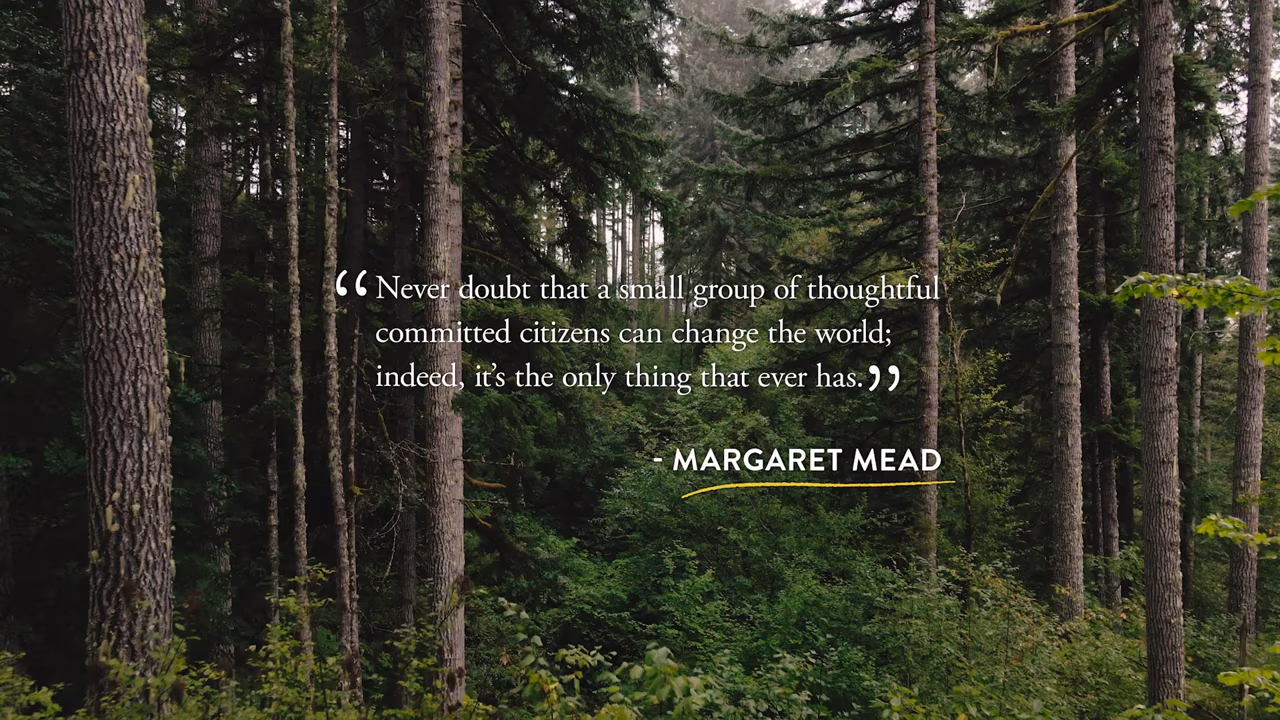 “Never doubt that a small group of thoughtful
committed citizens can change the world;
indeed, it’s the only thing that ever has.”
- MARGARET MEAD